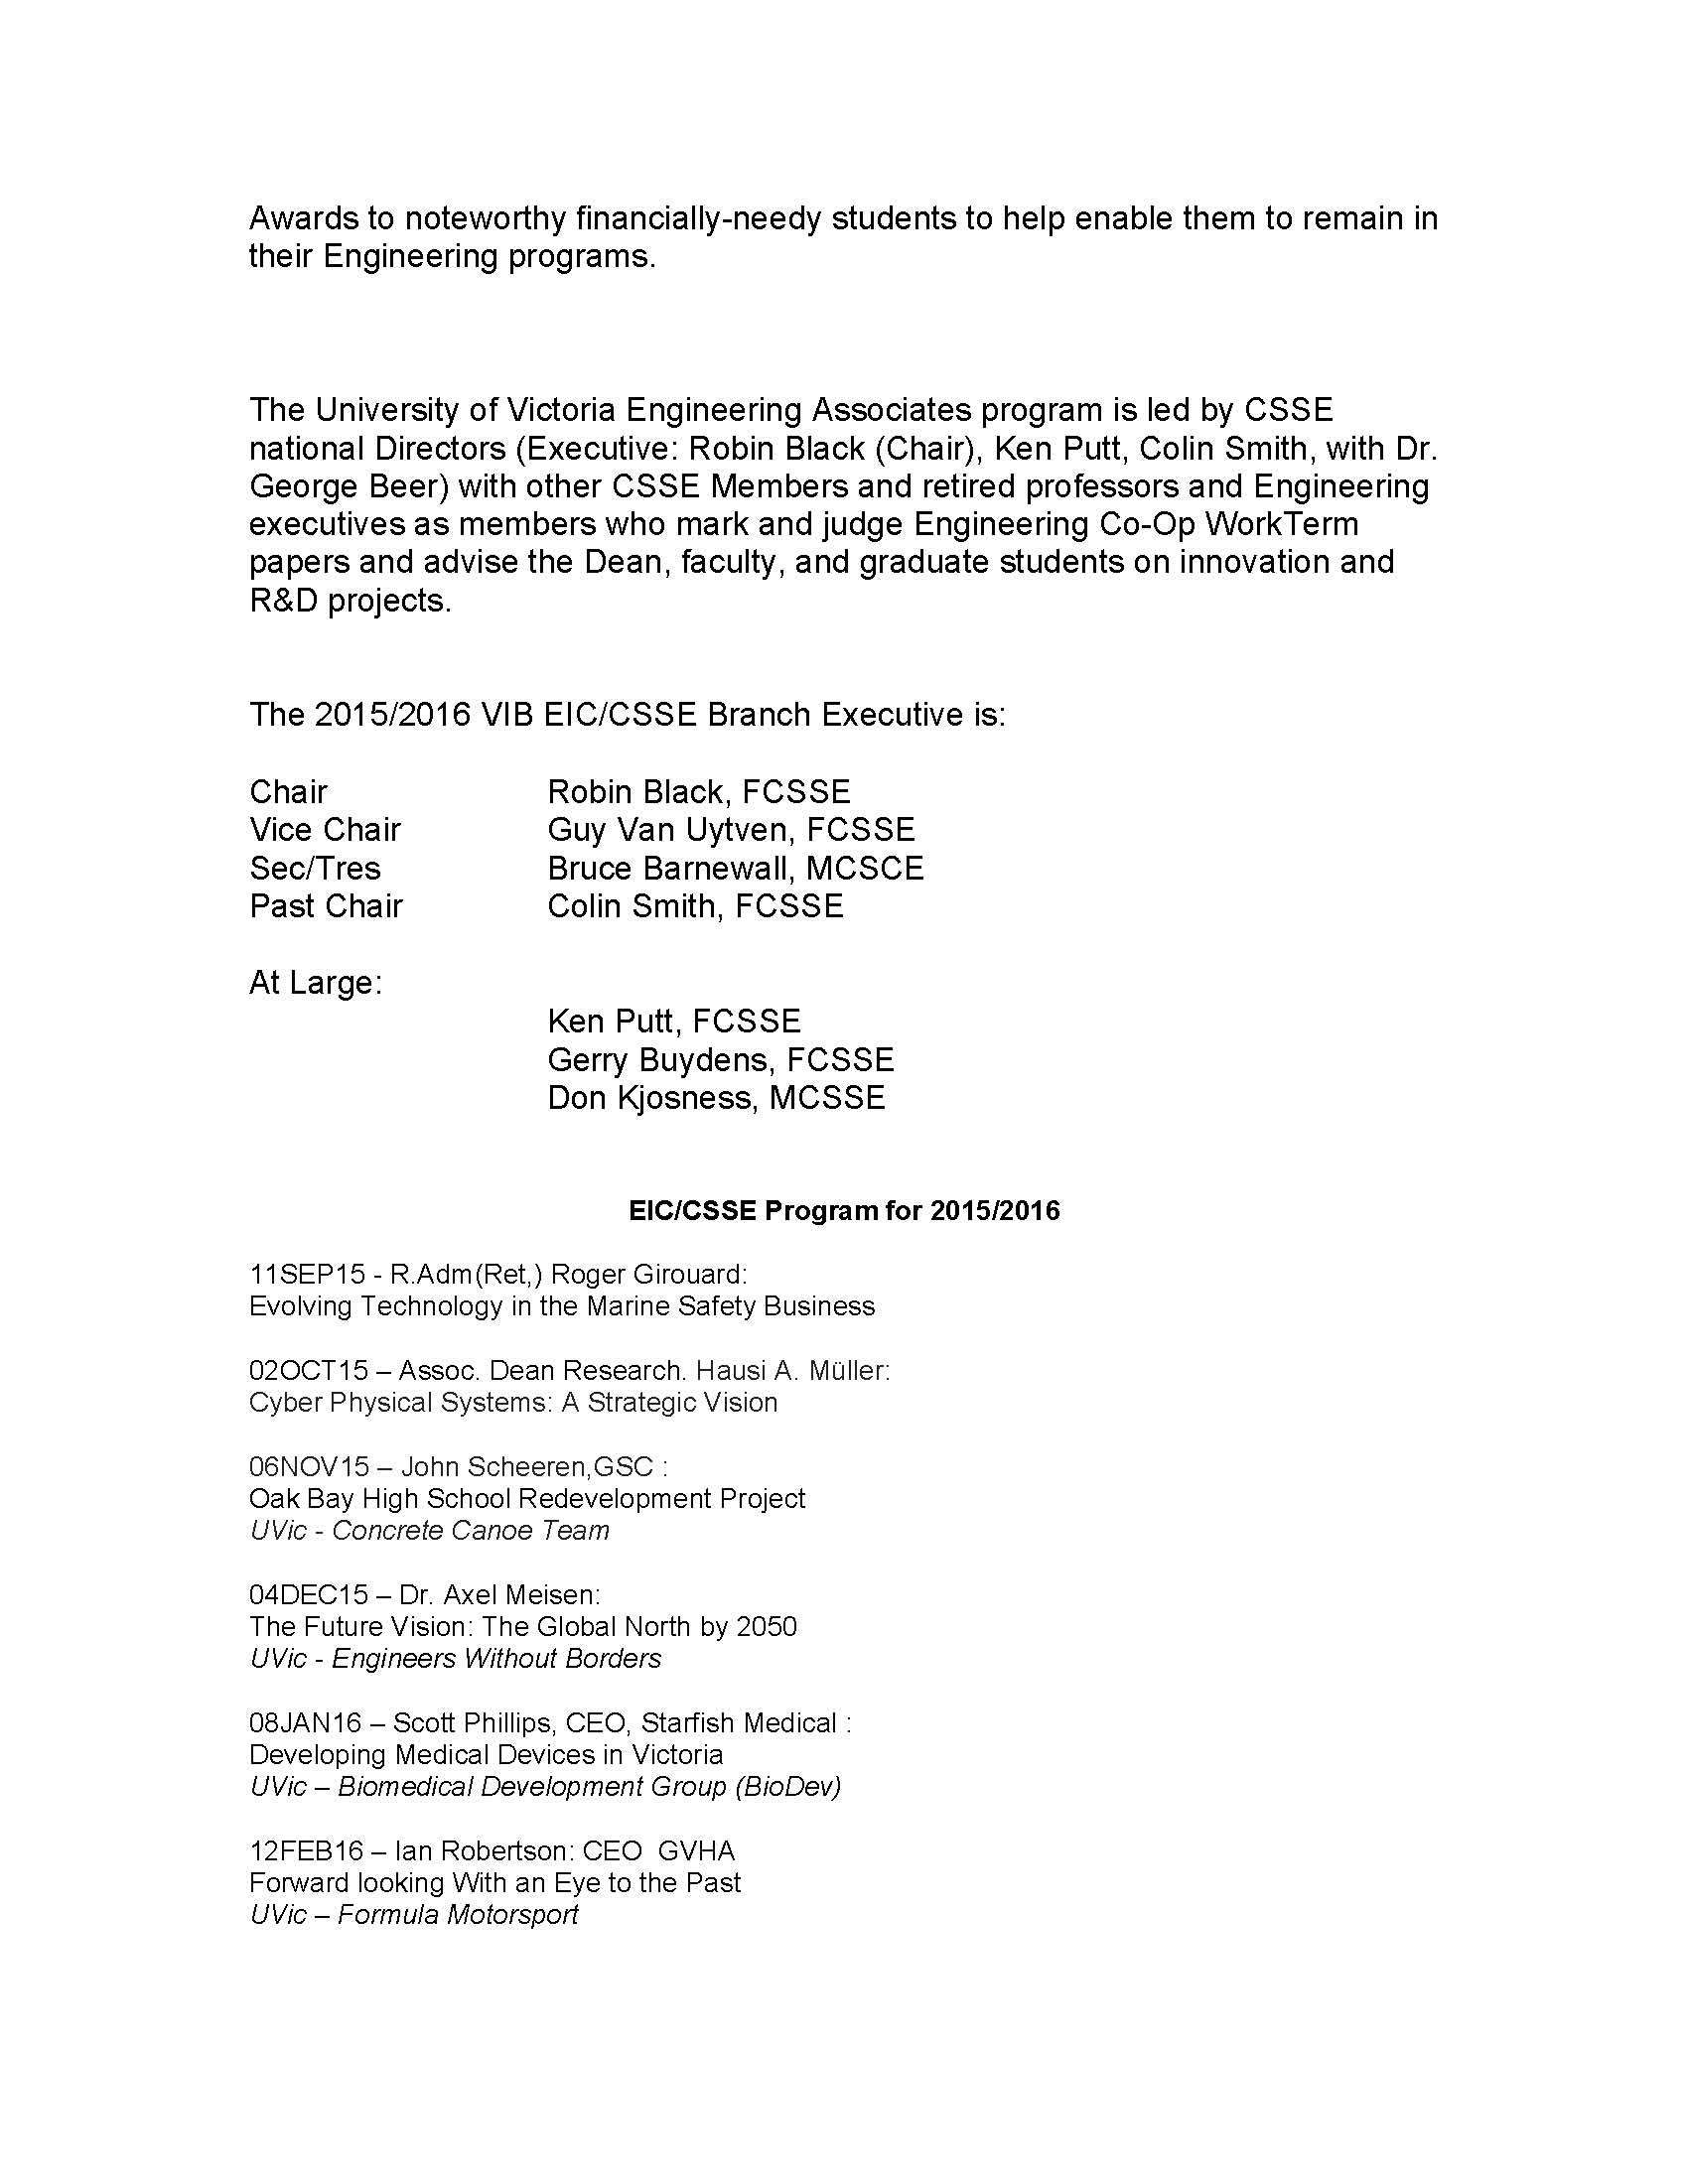 Awards to noteworthy financially-needy students to help enable them to remain in
their Engineering programs.
The University of Victoria Engineering Associates program is led by CSSE
national Directors (Executive: Robin Black (Chair), Ken Putt, Colin Smith, with Dr.
George Beer) with other CSSE Members and retired professors and Engineering
executives as members who mark and judge Engineering Co-Op WorkTerm
papers and advise the Dean, faculty, and graduate students on innovation and
R&D projects.
The 2015/2016 VIB EIC/CSSE Branch Executive is:
Chair Robin Black, FCSSE
Vice Chair Guy Van Uytven, FCSSE
Sec/Tres Bruce Barnewall, MCSCE
Past Chair Colin Smith, FCSSE
At Large:
Ken Putt, FCSSE
Gerry Buydens, FCSSE
Don Kjosness, MCSSE
EIC/CSSE Program for 2015/2016
11SEP15 - R.Adm(Ret,) Roger Girouard:
Evolving Technology in the Marine Safety Business
02OCT15 – Assoc. Dean Research. Hausi A. Müller:
Cyber Physical Systems: A Strategic Vision
06NOV15 – John Scheeren,GSC :
Oak Bay High School Redevelopment Project
UVic - Concrete Canoe Team
04DEC15 – Dr. Axel Meisen:
The Future Vision: The Global North by 2050
UVic - Engineers Without Borders
08JAN16 – Scott Phillips, CEO, Starfish Medical :
Developing Medical Devices in Victoria
UVic – Biomedical Development Group (BioDev)
12FEB16 – Ian Robertson: CEO  GVHA
Forward looking With an Eye to the Past
UVic – Formula Motorsport